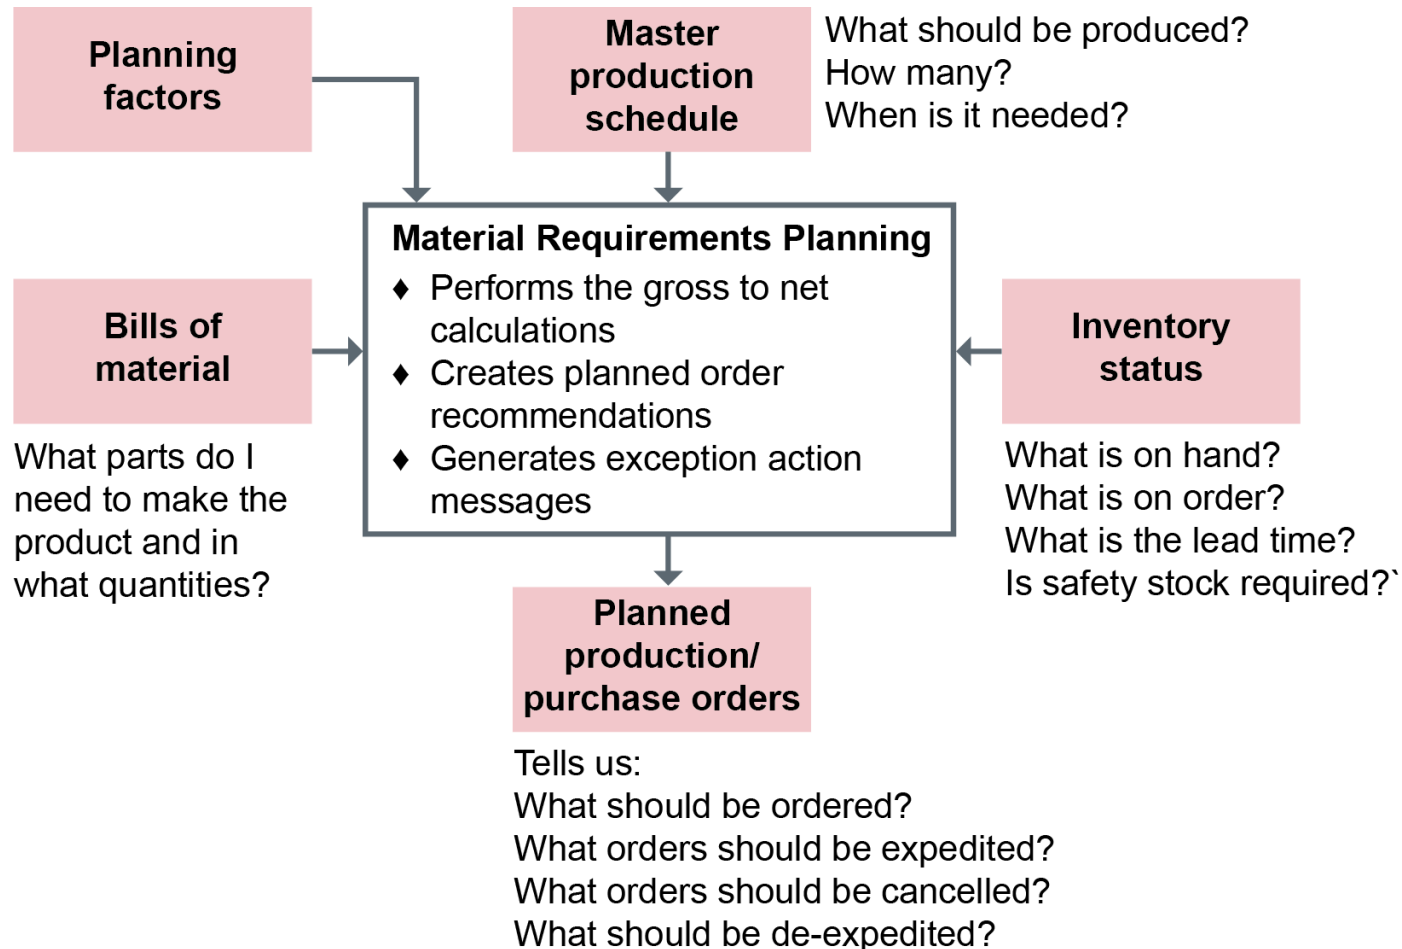 Planning
factors
Master
production
schedule
What should be produced?
How many?
When is it needed?
Material Requirements Planning
♦ Performs the gross to net
calculations
♦ Creates planned order
recommendations
♦ Generates exception action
messages
Bills of
material
What parts do I
need to make the
product and in
what quantities?
Inventory
status
What is on hand?
What is on order?
What is the lead time?
Is safety stock required?`
Planned
production/
purchase orders
Tells us:
What should be ordered?
What orders should be expedited?
What orders should be cancelled?
What should be de-expedited?